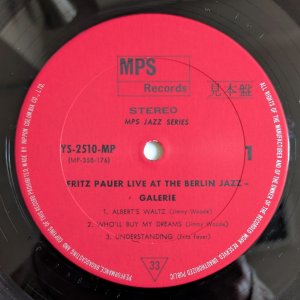 MPS
Records
STEREO
見本盤
MPS JAZZ SERIES
YS-2510-MP
(MP-350-176)
1
FRITZ PAUER LIVE AT THE BERLIN JAZZ-
GALERIE
1. ALBERT'S WALTZ (Jimmy Woode)
2. WHO'LL BUY MY DREAMS (Jimmy Woode)
3. UNDERSTANDING (Fritz Pauer)
33